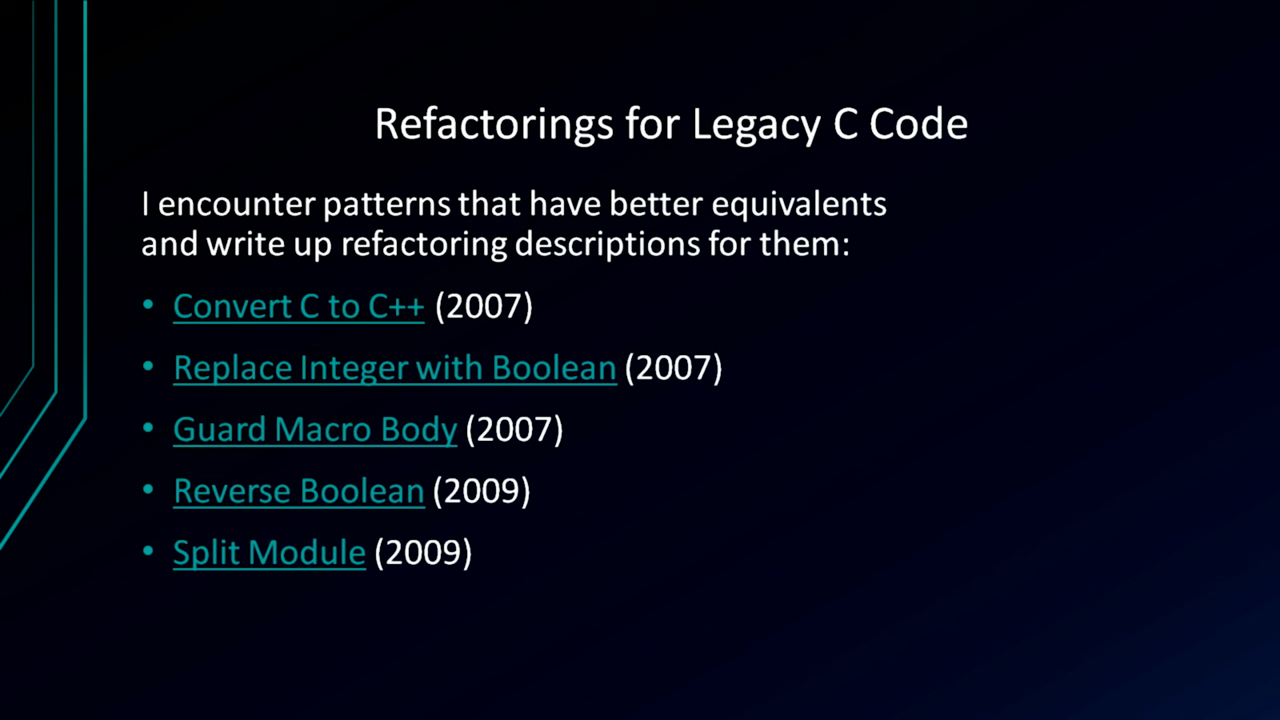 Refactorings for Legacy C Code
I encounter patterns that have better equivalents
and write up refactoring descriptions for them:
• Convert C to C++ (2007)
• Replace Integer with Boolean (2007)
• Guard Macro Body (2007)
• Reverse Boolean (2009)
• Split Module (2009)